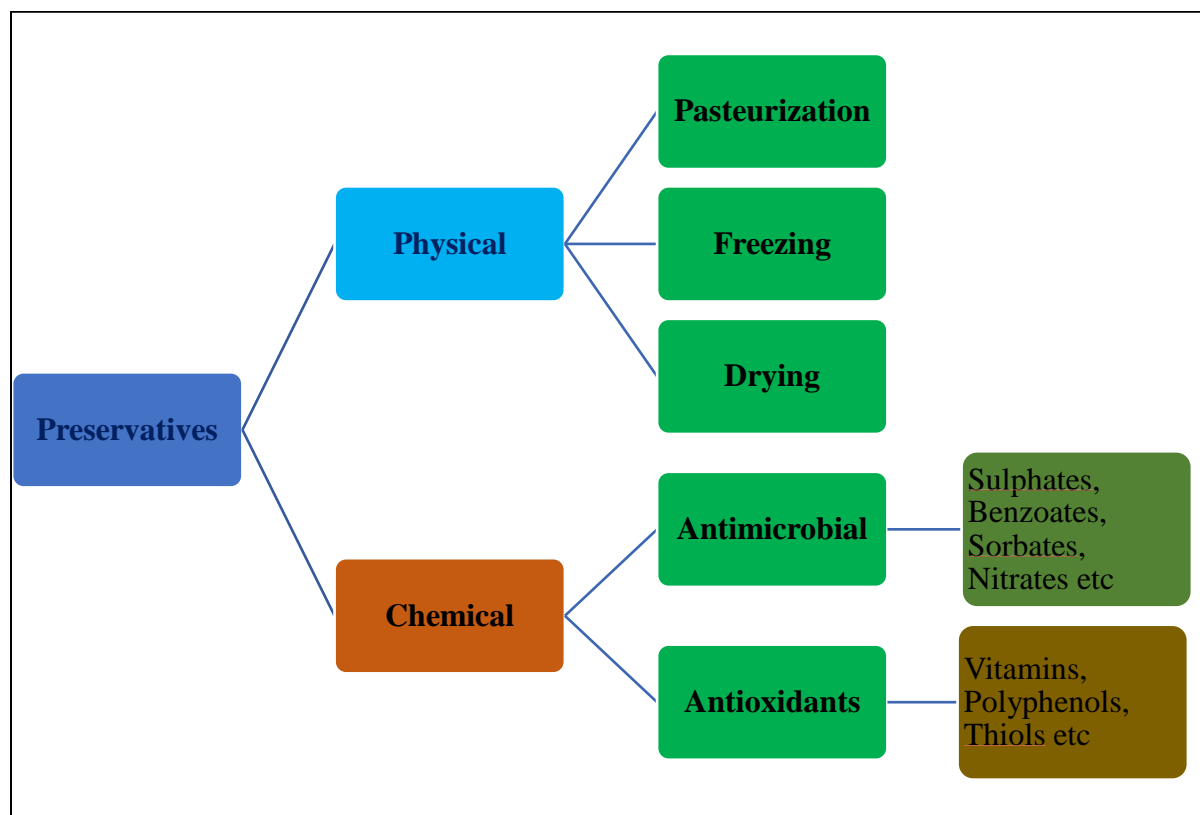 Preservatives
Physical
Pasteurization
Freezing
Drying
Chemical
Antimicrobial
Sulphates,
Benzoates,
Sorbates,
Nitrates etc
Antioxidants
Vitamins,
Polyphenols,
Thiols etc